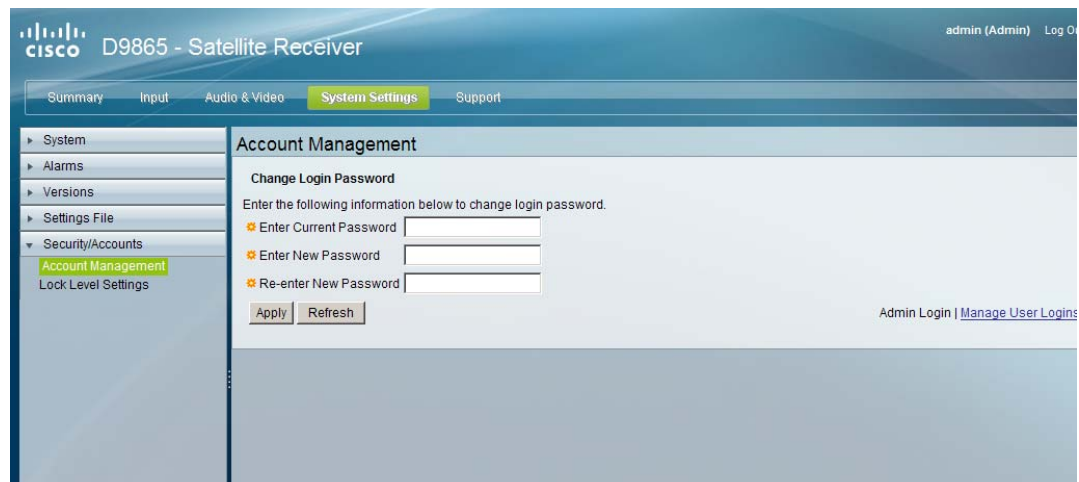 CISCO D9865 - Satellite Receiver
admin (Admin) Log O
Summary Input Audio & Video System Settings Support
System
Alarms
Versions
Settings File
Security/Accounts
Account Management
Lock Level Settings
Account Management
Change Login Password
Enter the following information below to change login password.
Enter Current Password
Enter New Password
Re-enter New Password
Apply Refresh
Admin Login | Manage User Logins